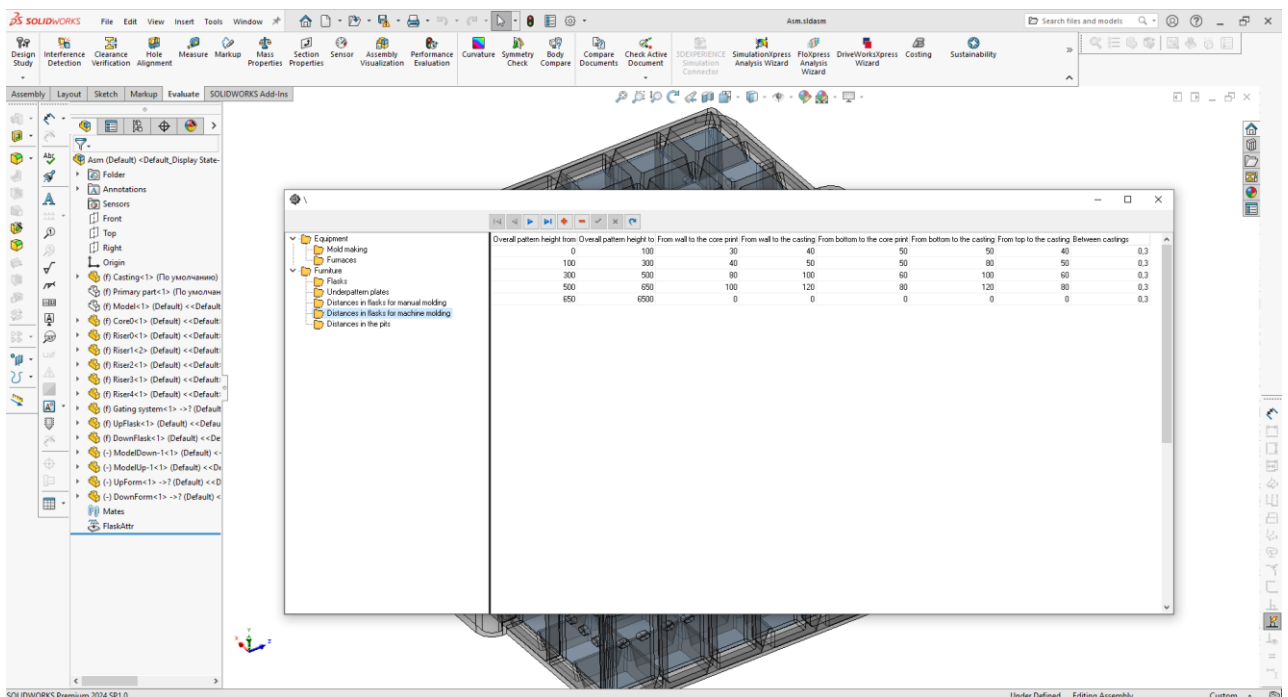 SOLIDWORKS File Edit View Insert Tools Window Asm.sldasm Search files and models
Design Study
Interference Detection
Clearance Verification
Hole Alignment
Measure
Markup
Mass Properties
Section Properties
Sensor
Assembly Visualization
Performance Evaluation
Curvature
Symmetry Check
Body Compare
Compare Documents
Check Active Document
3DEXPERIENCE Simulation Connector
SimulationXpress Analysis Wizard
FloXpress Analysis Wizard
DriveWorksXpress Wizard
Costing
Sustainability
Assembly Layout Sketch Markup Evaluate SOLIDWORKS Add-Ins
Asm (Default) <Default_Display State-
Folder
Annotations
Sensors
Front
Top
Right
Origin
(f) Casting<1> (По умолчанию)
(f) Primary part<1> (По умолчан
(f) Model<1> (Default) <<Default
(f) Core0<1> (Default) <<Default:
(f) Riser0<1> (Default) <<Default:
(f) Riser1<2> (Default) <<Default:
(f) Riser2<1> (Default) <<Default:
(f) Riser3<1> (Default) <<Default:
(f) Riser4<1> (Default) <<Default:
(f) Gating system<1> ->? (Default
(f) UpFlask<1> (Default) <<Defau
(f) DownFlask<1> (Default) <<De
(-) ModelDown-1<1> (Default) <-
(-) ModelUp-1<1> (Default) <<De
(-) UpForm<1> ->? (Default) <<D
(-) DownForm<1> ->? (Default) <
Mates
FlaskAttr
\
Equipment
Mold making
Furnaces
Furniture
Flasks
Underpattern plates
Distances in flasks for manual molding
Distances in flasks for machine molding
Distances in the pits
Overall pattern height from Overall pattern height to From wall to the core print From wall to the casting From bottom to the core print From bottom to the casting From top to the casting Between castings
0 100 30 40 50 50 40 0,3
100 300 40 50 50 80 50 0,3
300 500 80 100 60 100 60 0,3
500 650 100 120 80 120 80 0,3
650 6500 0 0 0 0 0 0,3
SOLIDWORKS Premium 2024 SP1.0 Under Defined Editing Assembly Custom